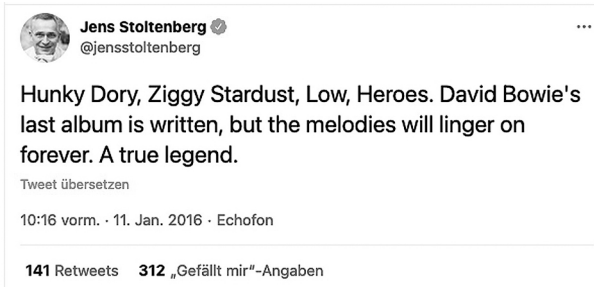 Jens Stoltenberg
@jensstoltenberg
Hunky Dory, Ziggy Stardust, Low, Heroes. David Bowie's
last album is written, but the melodies will linger on
forever. A true legend.
Tweet übersetzen
10:16 vorm. · 11. Jan. 2016 · Echofon
141 Retweets 312 „Gefällt mir“-Angaben